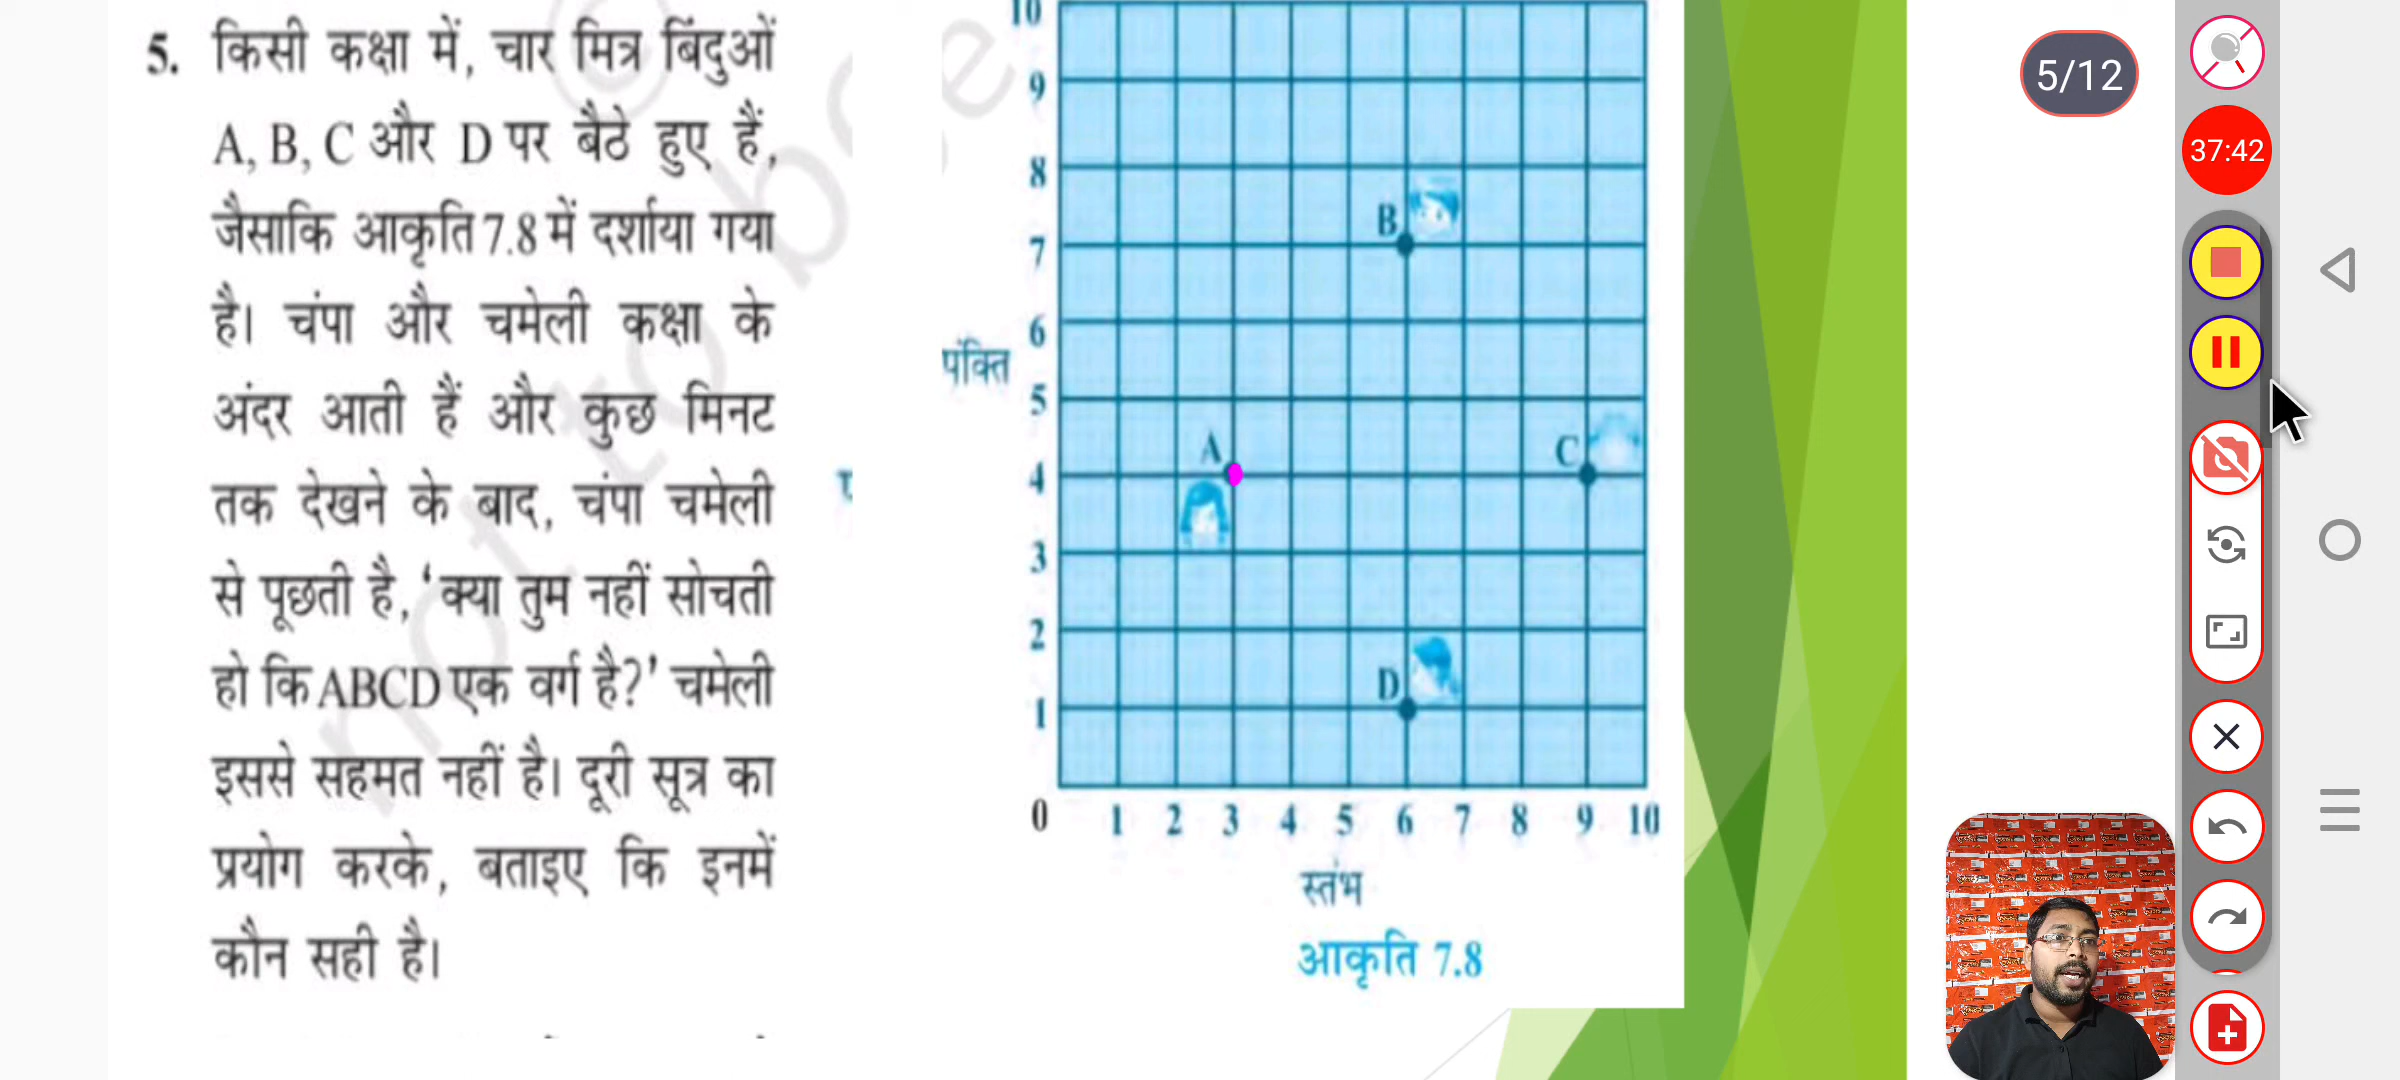 5. किसी कक्षा में, चार मित्र बिंदुओं
A, B, C और D पर बैठे हुए हैं,
जैसाकि आकृति 7.8 में दर्शाया गया
है। चंपा और चमेली कक्षा के
अंदर आती हैं और कुछ मिनट
तक देखने के बाद, चंपा चमेली
से पूछती है, ‘क्या तुम नहीं सोचती
हो कि ABCD एक वर्ग है?’ चमेली
इससे सहमत नहीं है। दूरी सूत्र का
प्रयोग करके, बताइए कि इनमें
कौन सही है।
not to be
10
9
8
7
6
5
4
3
2
1
पंक्ति
B
A
C
D
0 1 2 3 4 5 6 7 8 9 10
स्तंभ
आकृति 7.8
5/12
37:42